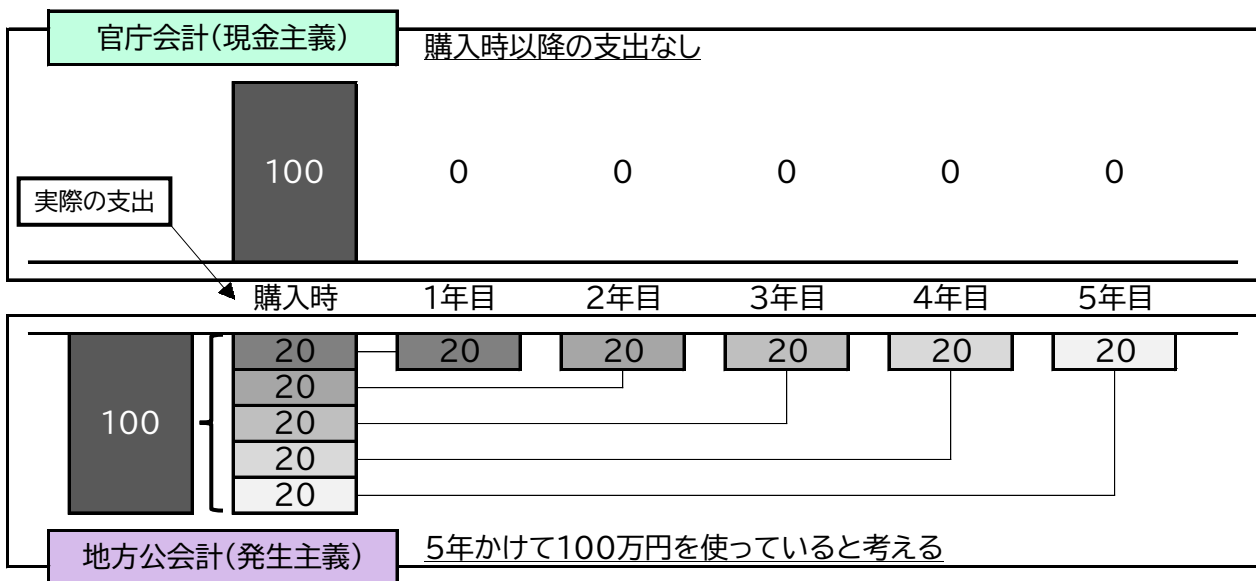 官庁会計(現金主義)
購入時以降の支出なし
100 0 0 0 0 0
実際の支出
購入時 1年目 2年目 3年目 4年目 5年目
20 20 20 20 20 20
20
100 20
20
20
地方公会計(発生主義)
5年かけて100万円を使っていると考える